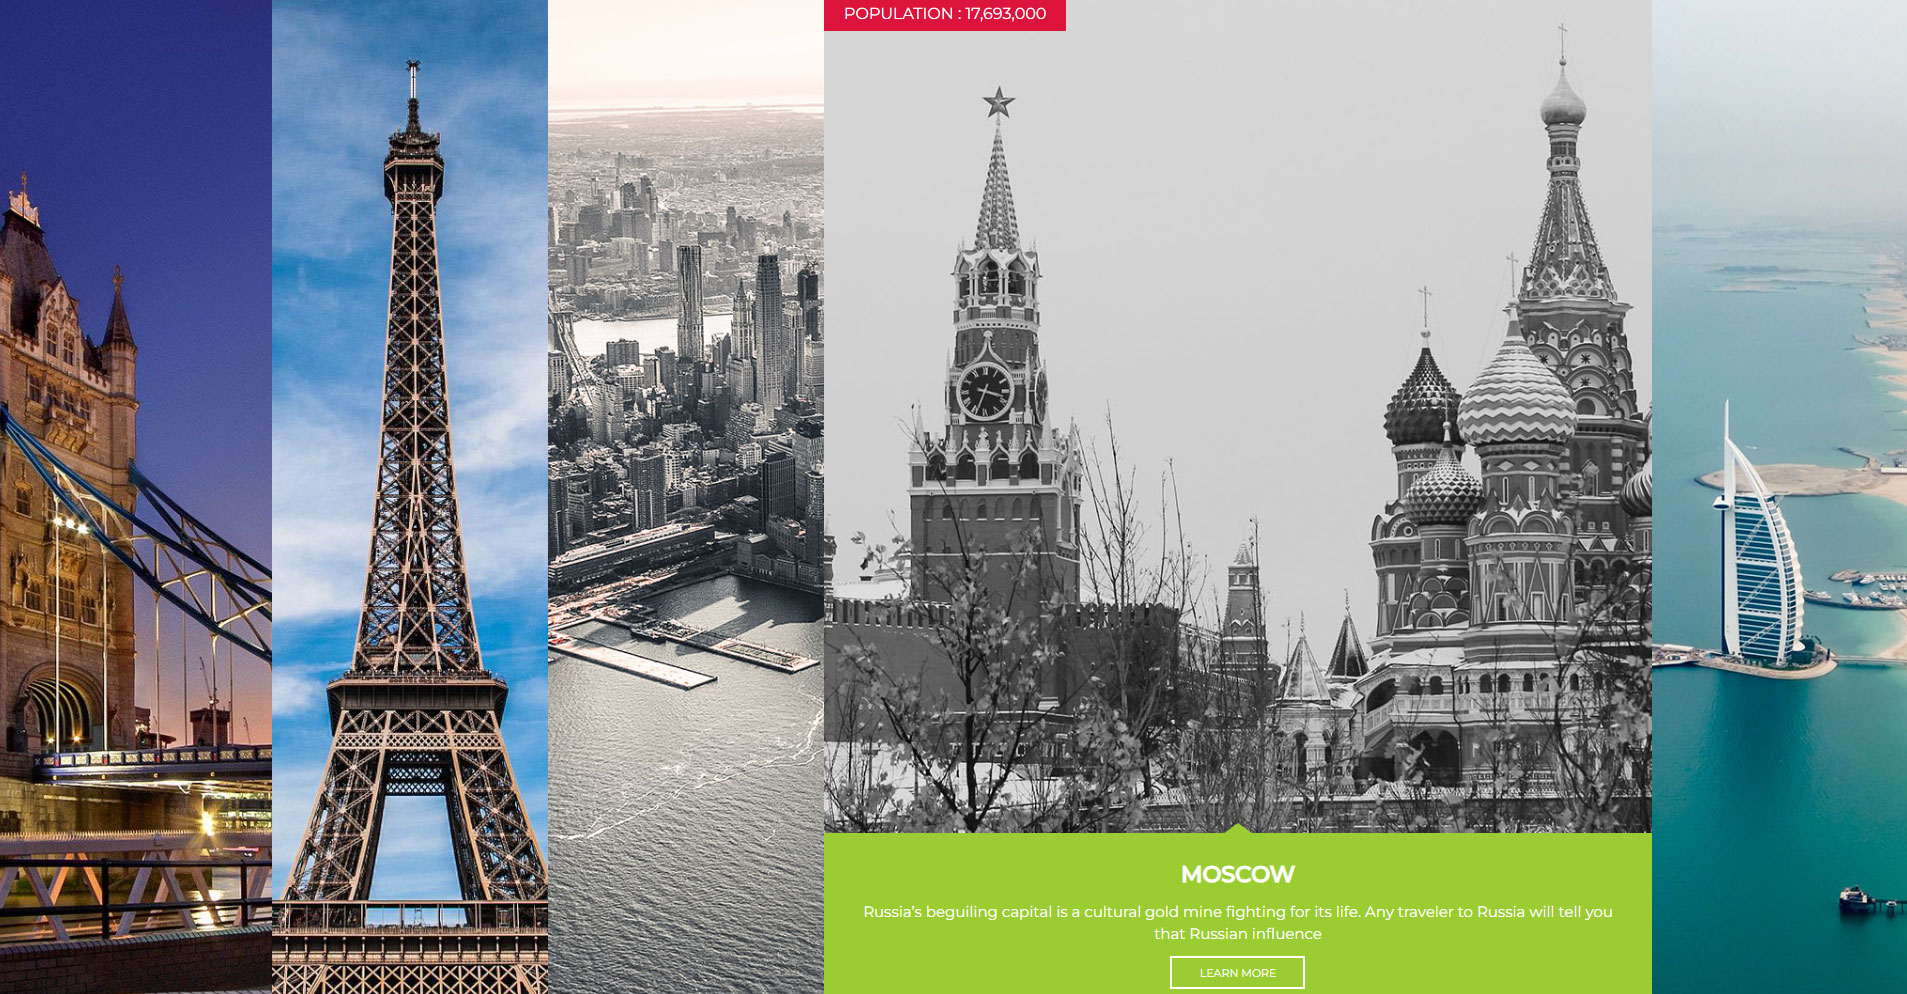 POPULATION : 17,693,000
MOSCOW
Russia’s beguiling capital is a cultural gold mine fighting for its life. Any traveler to Russia will tell you
that Russian influence
LEARN MORE